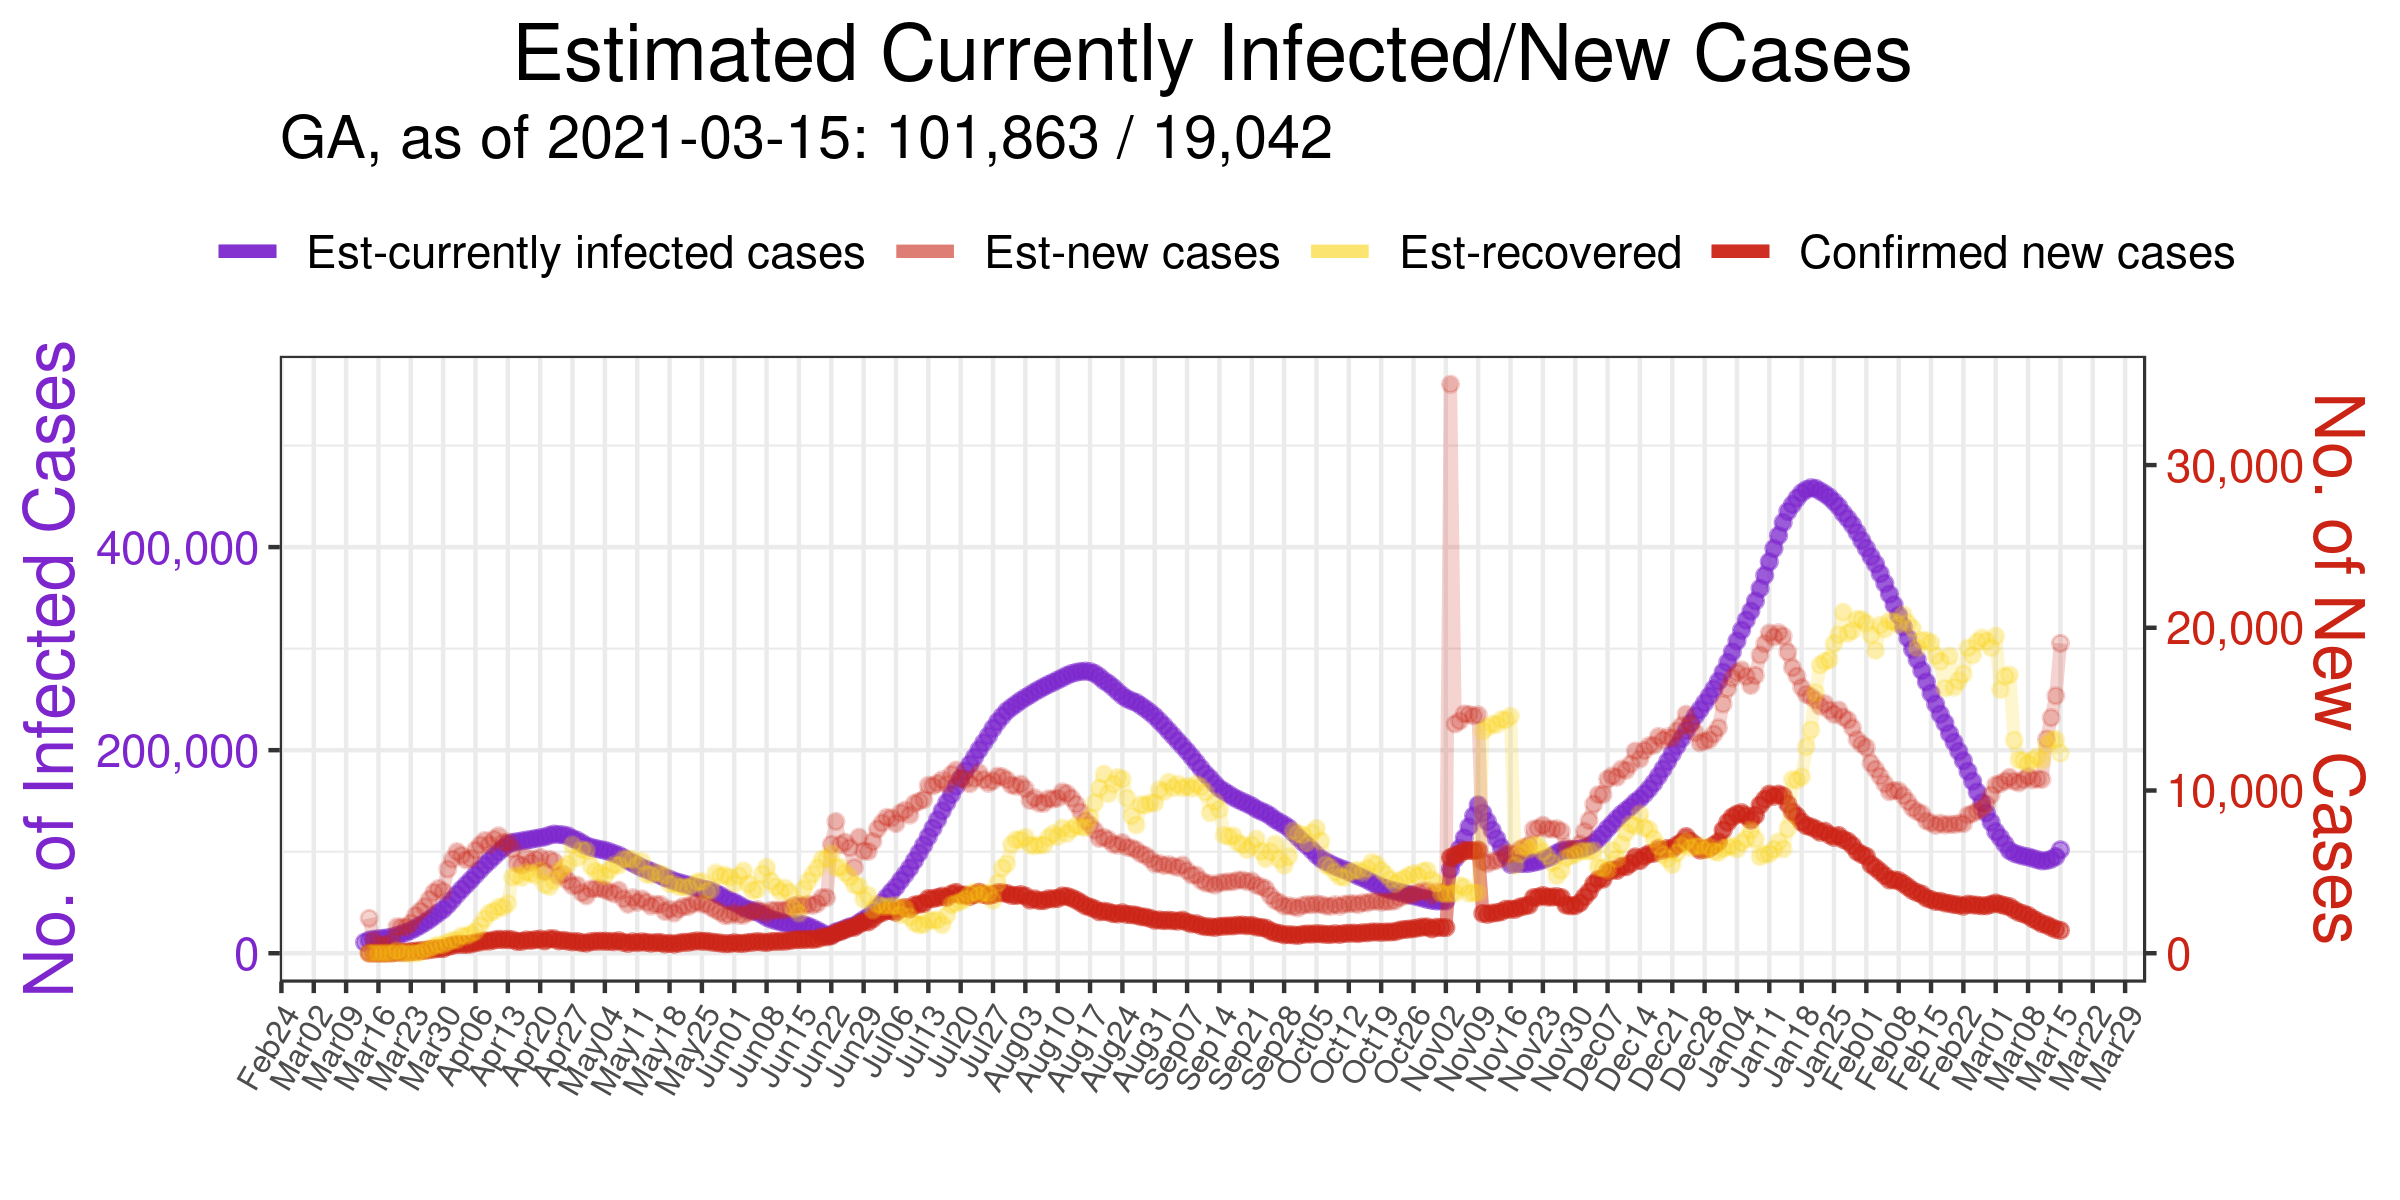 Estimated Currently Infected/New Cases
GA, as of 2021-03-15: 101,863 / 19,042
Est-currently infected cases Est-new cases Est-recovered Confirmed new cases
No. of Infected Cases
400,000
200,000
0
30,000
20,000
10,000
0
No. of New Cases
Feb24 Mar02 Mar09 Mar16 Mar23 Mar30 Apr06 Apr13 Apr20 Apr27 May04 May11 May18 May25 Jun01 Jun08 Jun15 Jun22 Jun29 Jul06 Jul13 Jul20 Jul27 Aug03 Aug10 Aug17 Aug24 Aug31 Sep07 Sep14 Sep21 Sep28 Oct05 Oct12 Oct19 Oct26 Nov02 Nov09 Nov16 Nov23 Nov30 Dec07 Dec14 Dec21 Dec28 Jan04 Jan11 Jan18 Jan25 Feb01 Feb08 Feb15 Feb22 Mar01 Mar08 Mar15 Mar22 Mar29